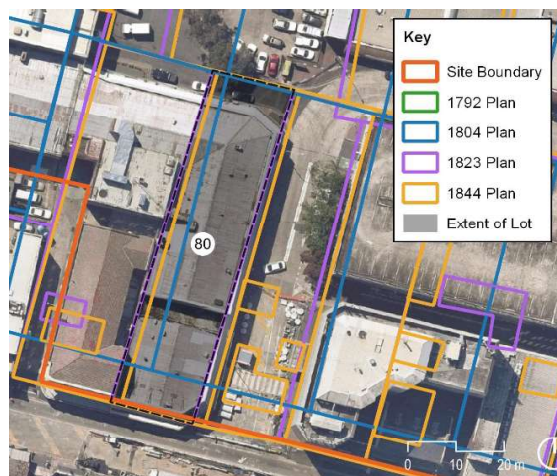 Key
Site Boundary
1792 Plan
1804 Plan
1823 Plan
1844 Plan
Extent of Lot
80
0 10 20 m